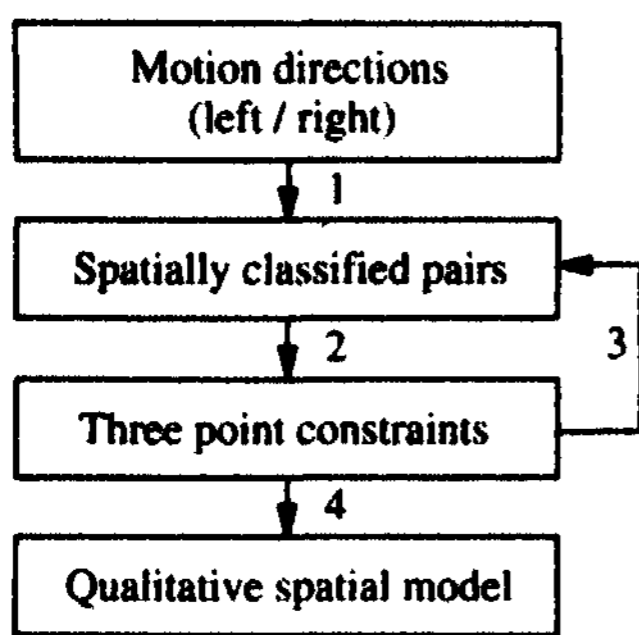 Motion directions
(left / right)
1
Spatially classified pairs
2
3
Three point constraints
4
Qualitative spatial model